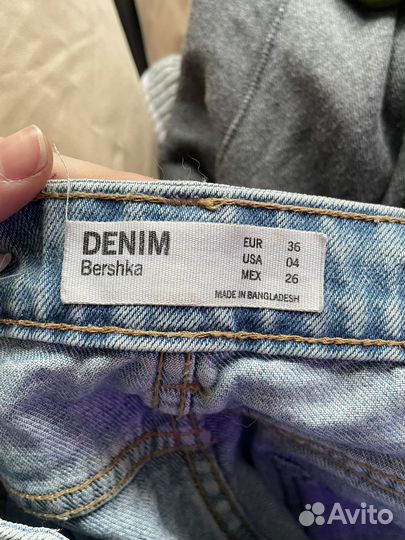 DENIM
Bershka
EUR 36
USA 04
MEX 26
MADE IN BANGLADESH
Avito